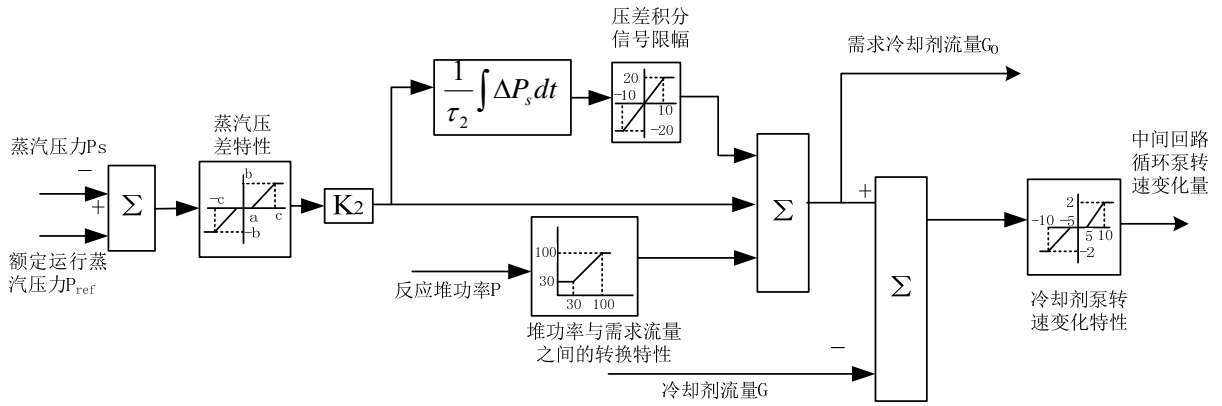 压差积分
信号限幅
20
-10
10
-20
1/τ₂ ∫ΔPₛdt
需求冷却剂流量G₀
蒸汽压
差特性
b
-c
a
c
-b
蒸汽压力Ps
−
+
Σ
额定运行蒸
汽压力Pref
K2
反应堆功率P
100
30
30
100
堆功率与需求流量
之间的转换特性
Σ
+
Σ
−
冷却剂流量G
2
-10
-5
5
10
-2
冷却剂泵转
速变化特性
中间回路
循环泵转
速变化量